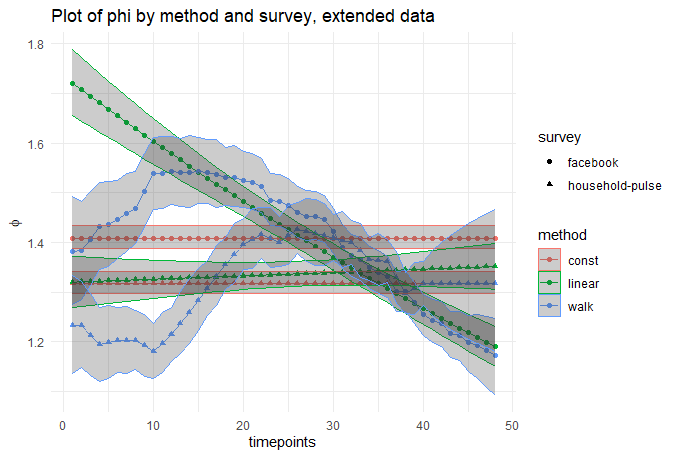 Plot of phi by method and survey, extended data
1.8
1.6
1.4
1.2
ϕ
0
10
20
30
40
50
timepoints
survey
facebook
household-pulse
method
const
linear
walk